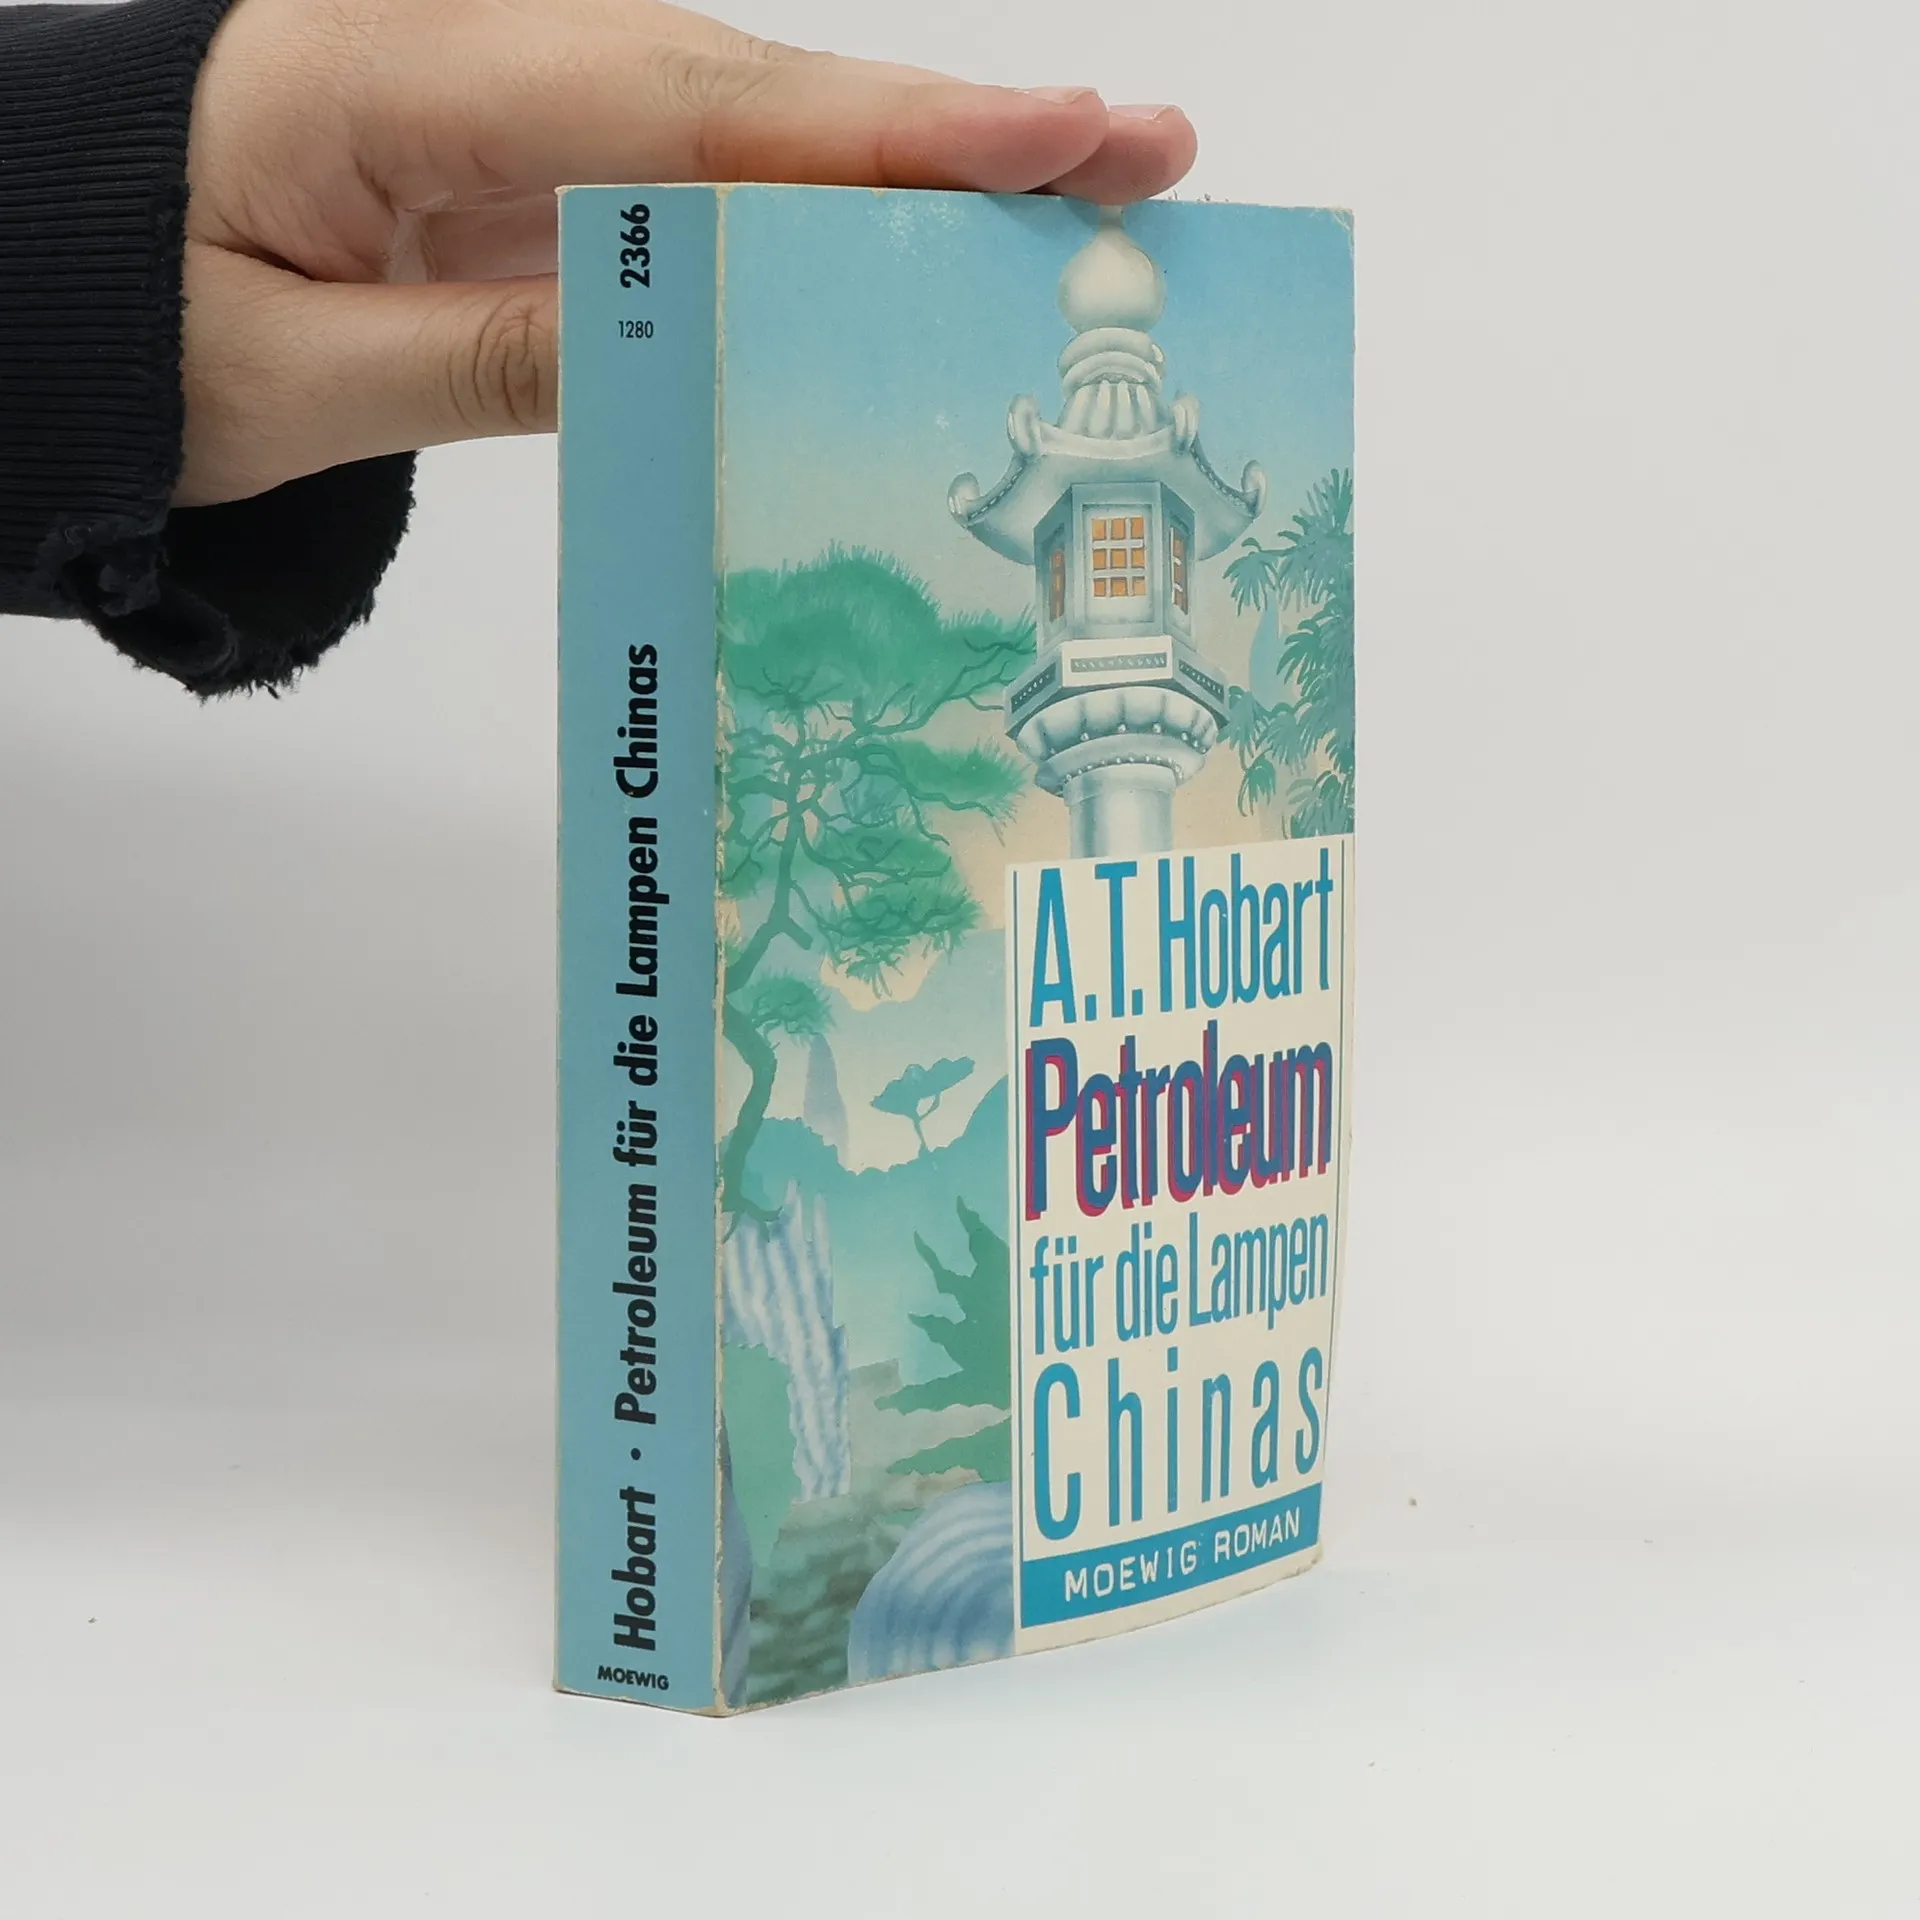 2366
1280
Hobart · Petroleum für die Lampen Chinas
MOEWIG
A.T. Hobart
Petroleum
für die Lampen
Chinas
MOEWIG ROMAN